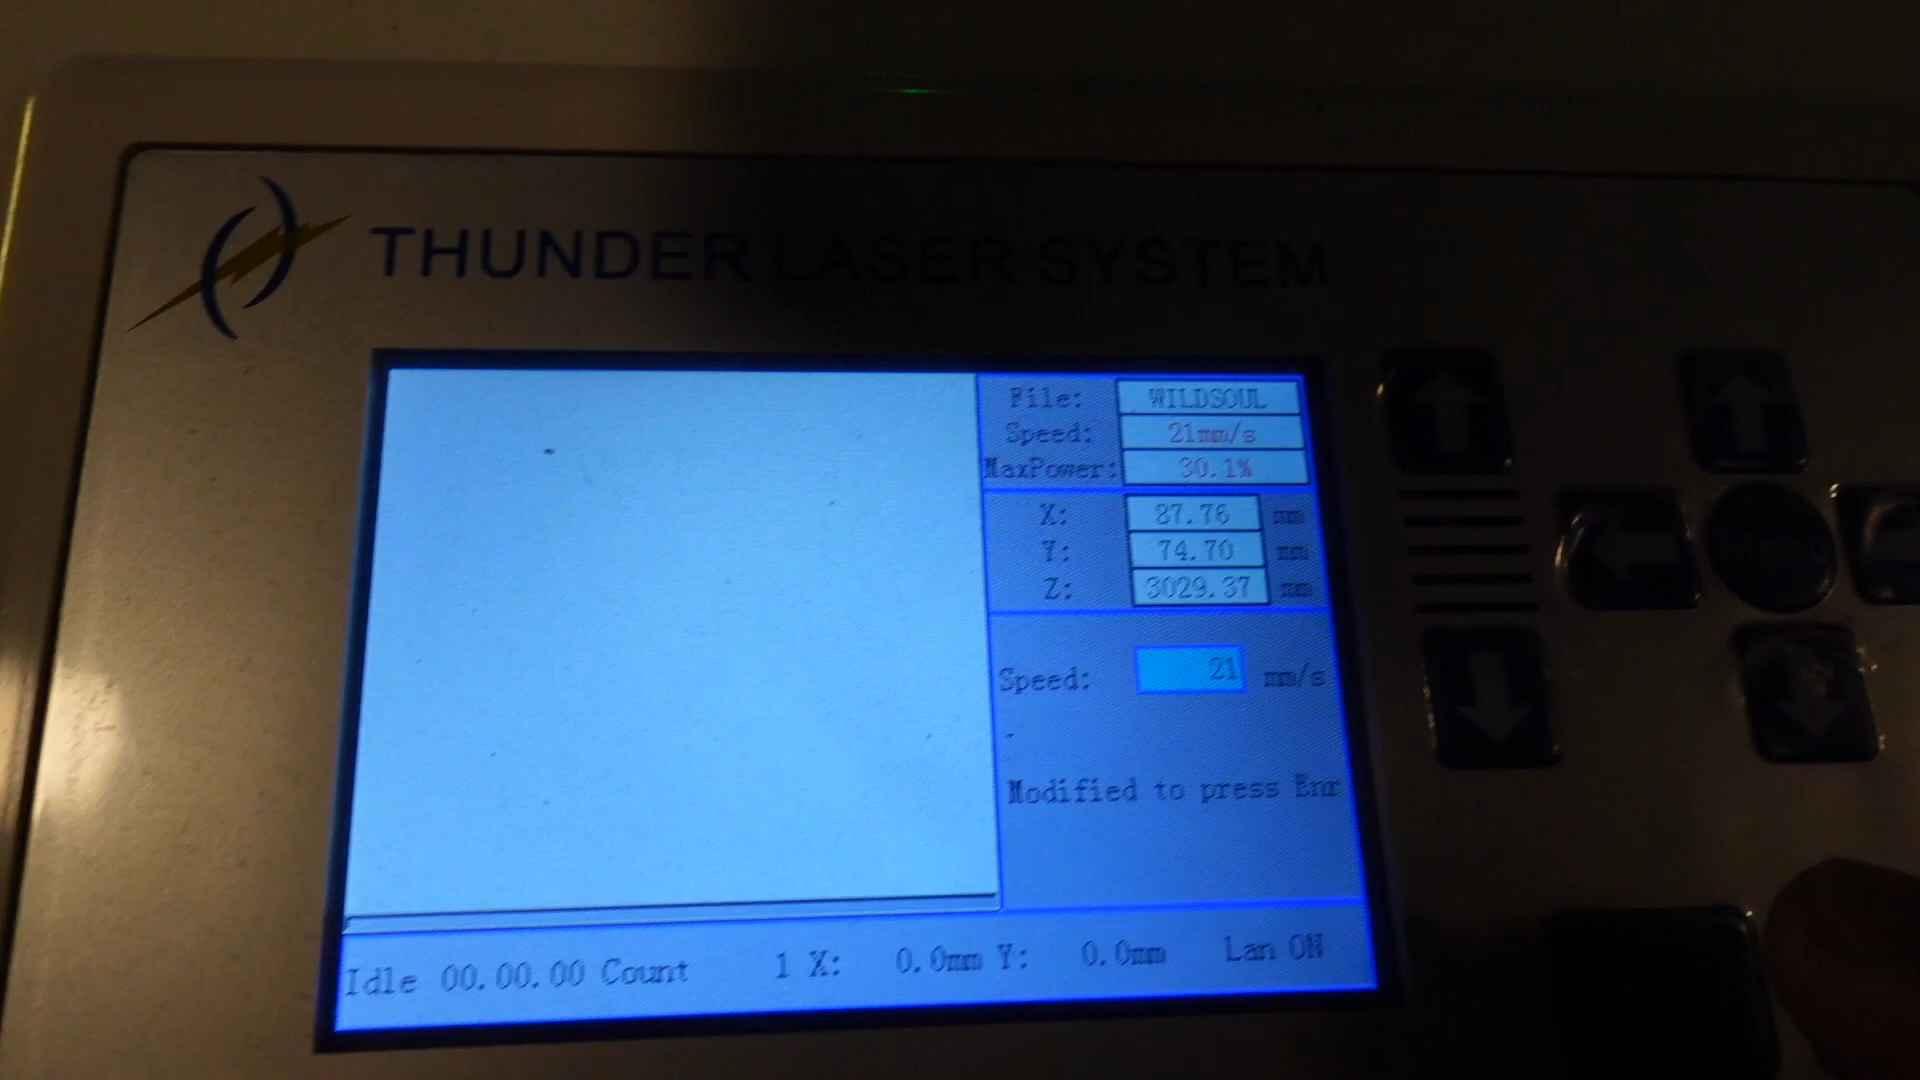 THUNDER LASER SYSTEM
File: WILDSOUL
Speed: 21mm/s
MaxPower: 30.1%
X: 87.76 mm
Y: 74.70 mm
Z: 3029.37 mm
Speed: 21 mm/s
Modified to press Enr
Idle 00.00.00 Count 1 X: 0.0mm Y: 0.0mm Lan ON
Menu